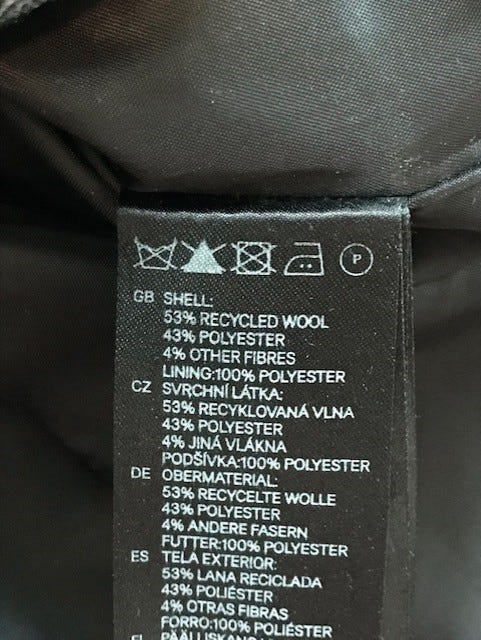 P
GB SHELL:
53% RECYCLED WOOL
43% POLYESTER
4% OTHER FIBRES
LINING:100% POLYESTER
CZ SVRCHNÍ LÁTKA:
53% RECYKLOVANÁ VLNA
43% POLYESTER
4% JINÁ VLÁKNA
PODŠÍVKA:100% POLYESTER
DE OBERMATERIAL:
53% RECYCELTE WOLLE
43% POLYESTER
4% ANDERE FASERN
FUTTER:100% POLYESTER
ES TELA EXTERIOR:
53% LANA RECICLADA
43% POLIÉSTER
4% OTRAS FIBRAS
FORRO:100% POLIÉSTER